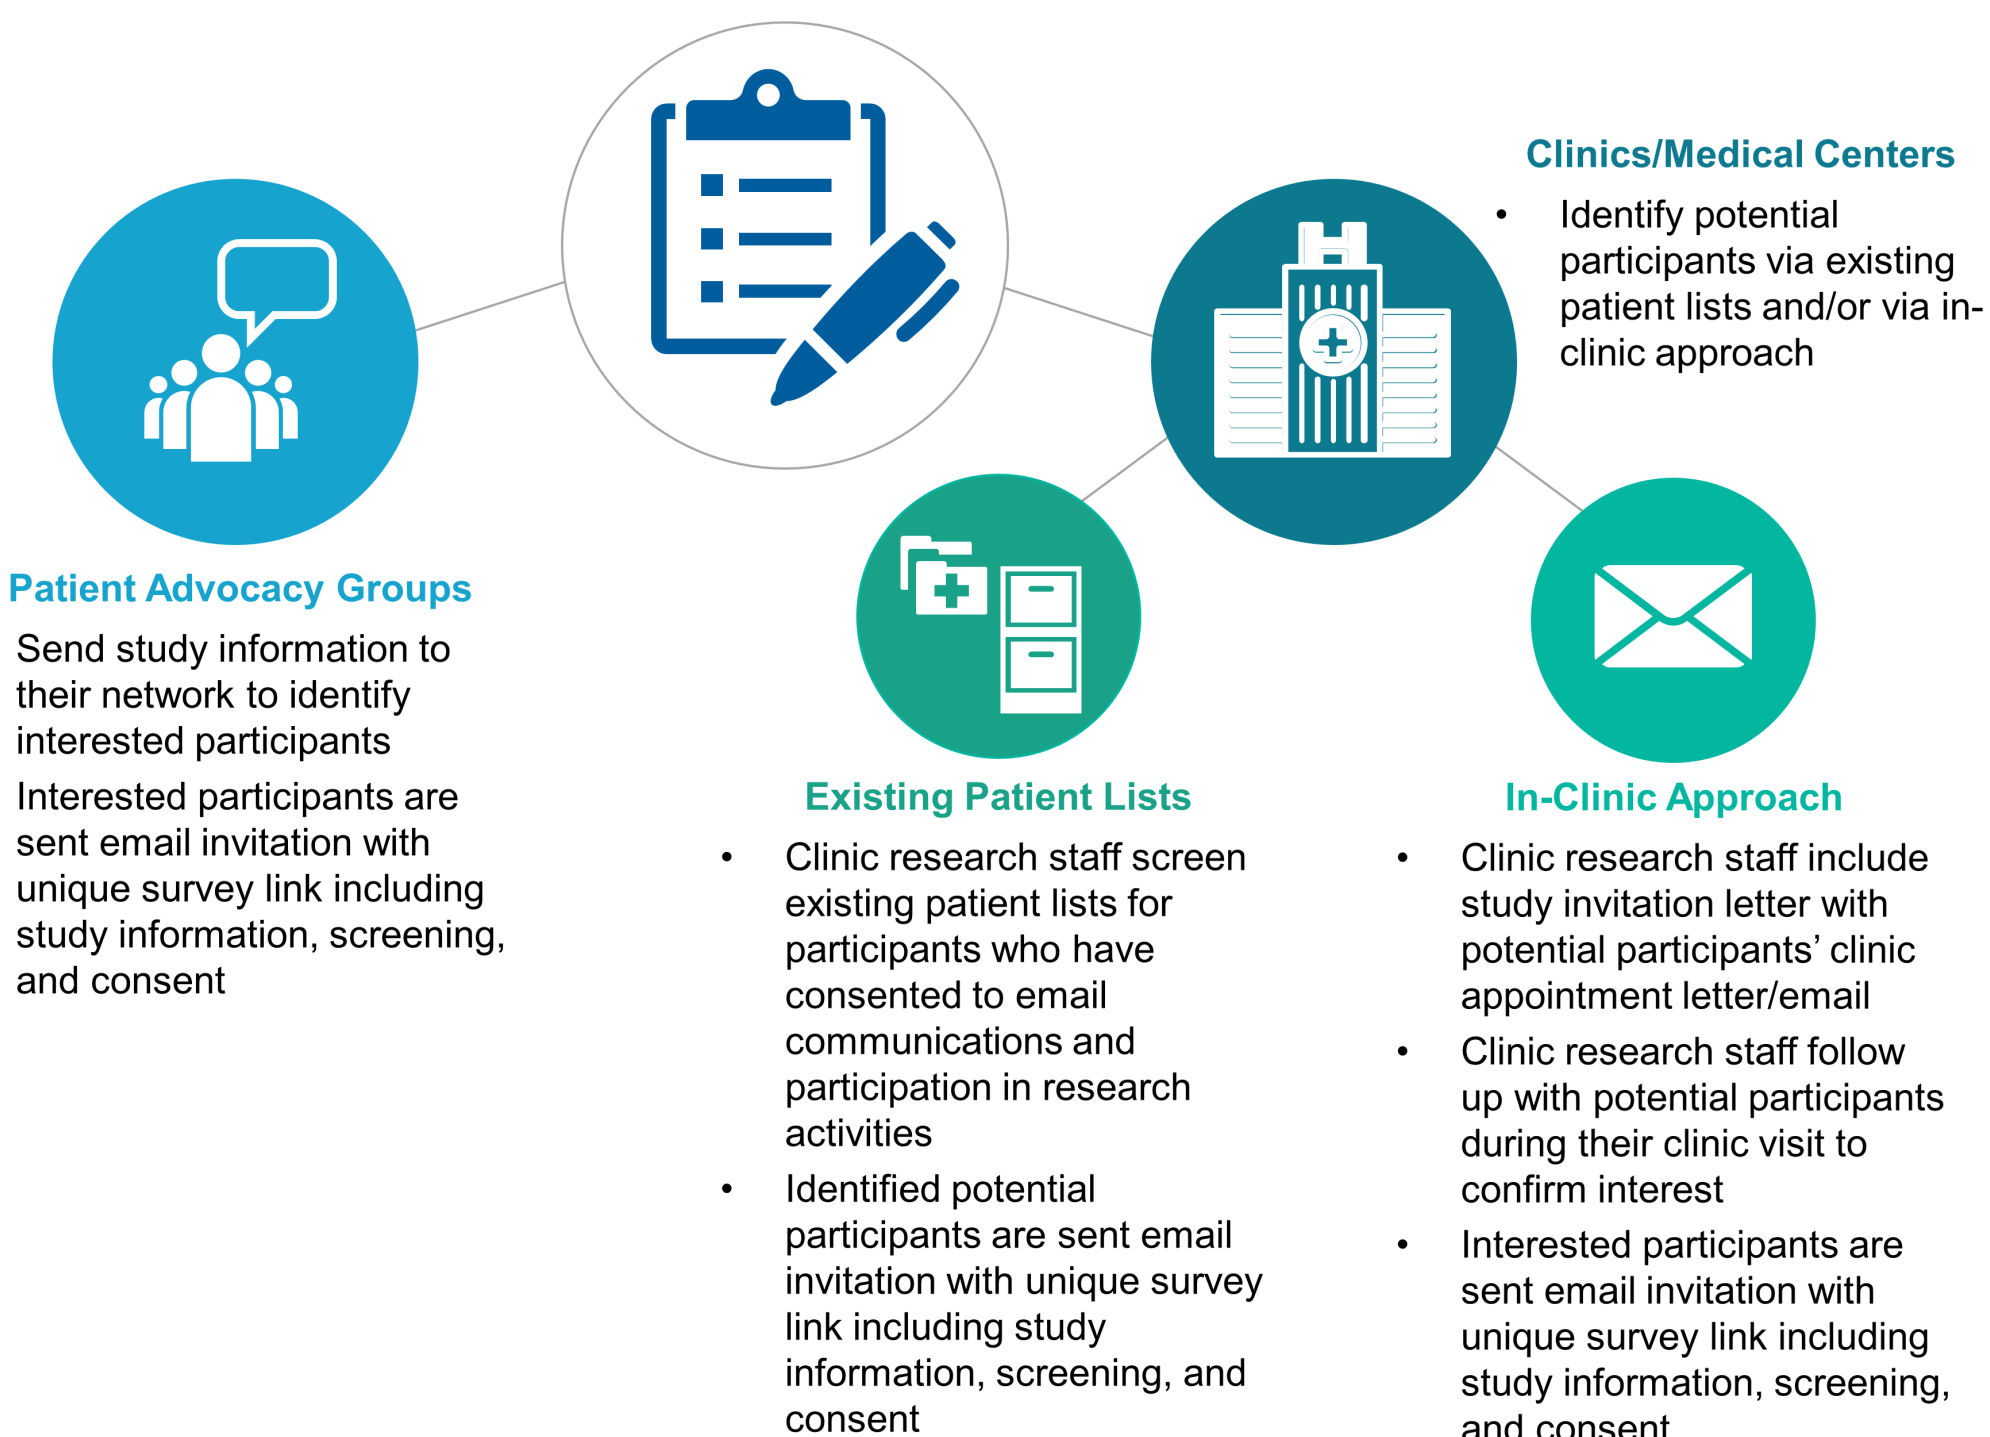 Clinics/Medical Centers
• Identify potential
participants via existing
patient lists and/or via in-
clinic approach
Patient Advocacy Groups
Send study information to
their network to identify
interested participants
Interested participants are
sent email invitation with
unique survey link including
study information, screening,
and consent
Existing Patient Lists
• Clinic research staff screen
existing patient lists for
participants who have
consented to email
communications and
participation in research
activities
• Identified potential
participants are sent email
invitation with unique survey
link including study
information, screening, and
consent
In-Clinic Approach
• Clinic research staff include
study invitation letter with
potential participants’ clinic
appointment letter/email
• Clinic research staff follow
up with potential participants
during their clinic visit to
confirm interest
• Interested participants are
sent email invitation with
unique survey link including
study information, screening,
and consent